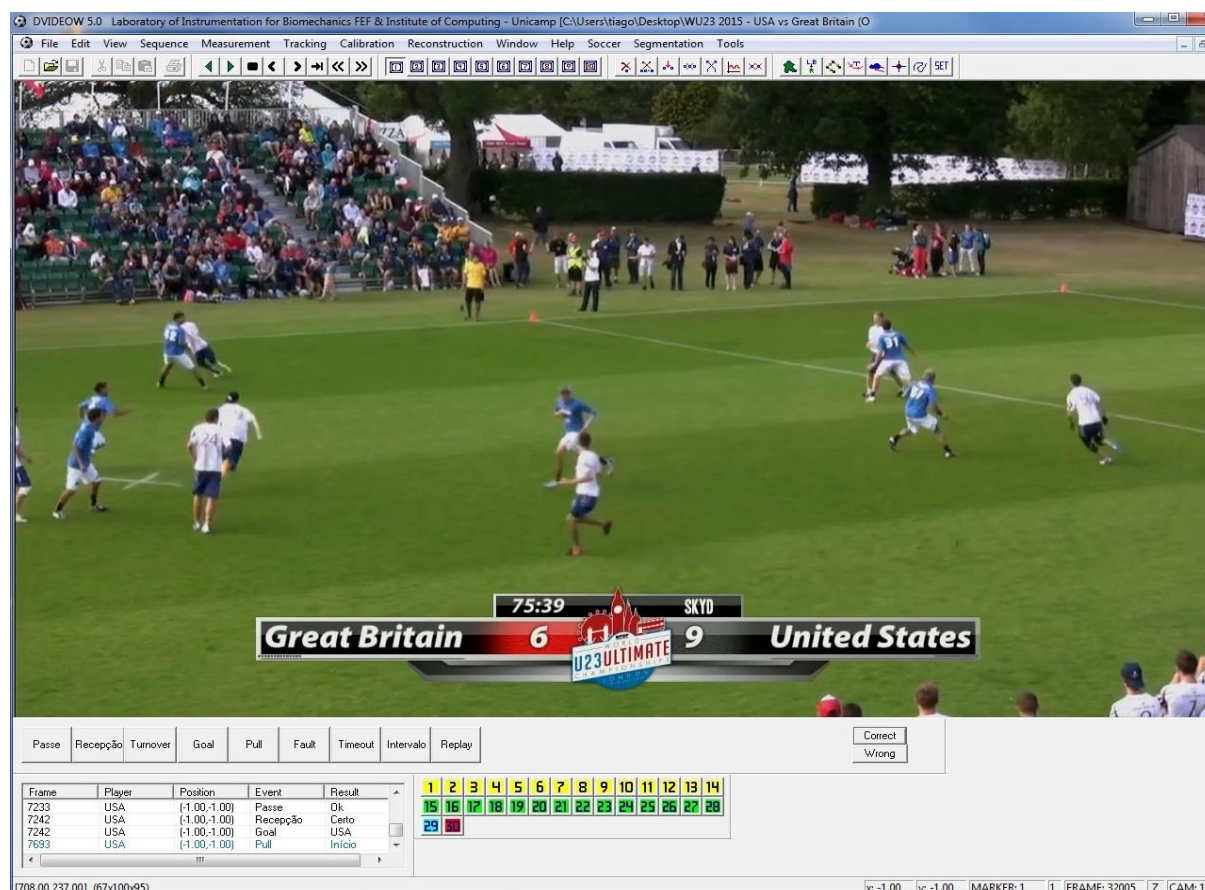 DVIDEOW 5.0 Laboratory of Instrumentation for Biomechanics FEF & Institute of Computing - Unicamp [C:\Users\tiago\Desktop\WU23 2015 - USA vs Great Britain (O
File Edit View Sequence Measurement Tracking Calibration Reconstruction Window Help Soccer Segmentation Tools
SET
ZZA
31
24
75:39 SKYD
Great Britain 6 9 United States
WORLD
U23ULTIMATE
CHAMPIONSHIPS
LONDON
Passe Recepção Turnover Goal Pull Fault Timeout Intervalo Replay
Correct
Wrong
Frame Player Position Event Result
7233 USA (-1.00,-1.00) Passe Ok
7242 USA (-1.00,-1.00) Recepção Certo
7242 USA (-1.00,-1.00) Goal USA
7693 USA (-1.00,-1.00) Pull Início
1 2 3 4 5 6 7 8 9 10 11 12 13 14
15 16 17 18 19 20 21 22 23 24 25 26 27 28
29 30
[708.00,237.00] (67x100x95) x: -1.00 y: -1.00 MARKER: 1 1 FRAME: 32005 Z CAM: 1